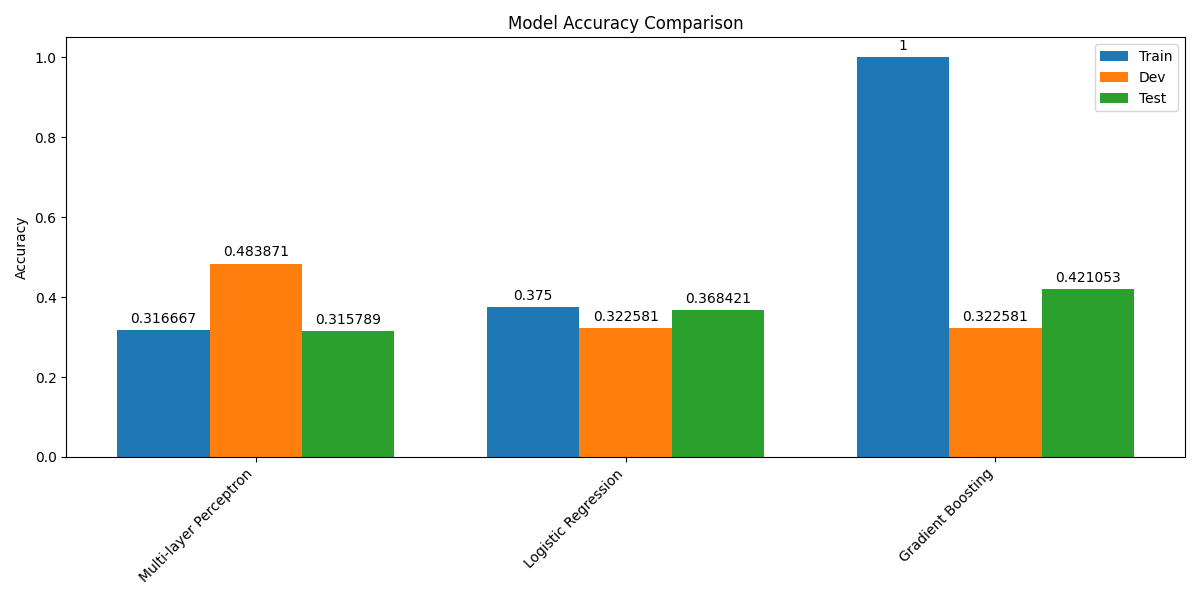 Model Accuracy Comparison
Train
Dev
Test
Accuracy
1.0
0.8
0.6
0.4
0.2
0.0
0.316667
0.483871
0.315789
0.375
0.322581
0.368421
1
0.322581
0.421053
Multi-layer Perceptron
Logistic Regression
Gradient Boosting